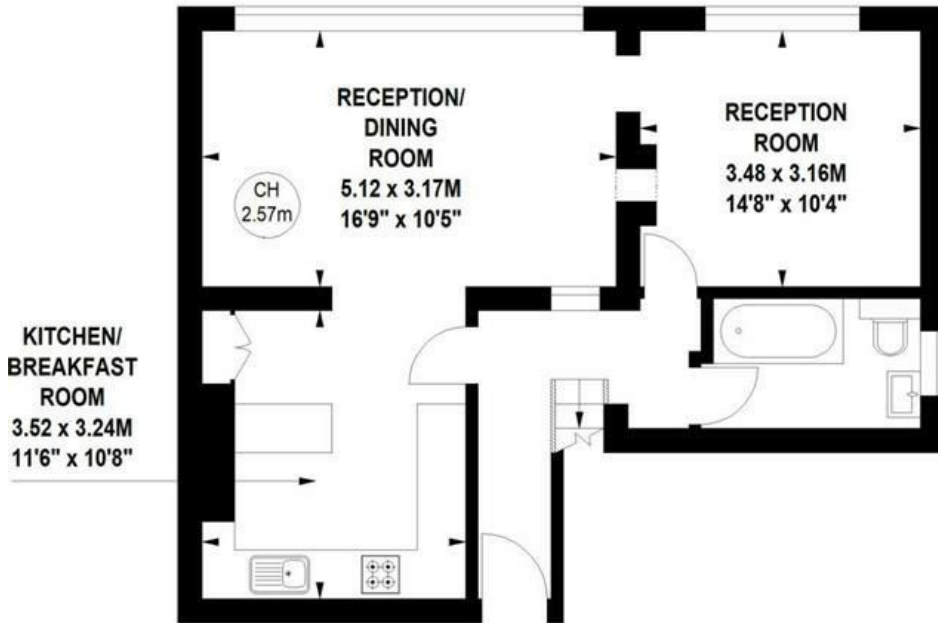 RECEPTION/
DINING
ROOM
5.12 x 3.17M
16'9" x 10'5"
CH
2.57m
RECEPTION
ROOM
3.48 x 3.16M
14'8" x 10'4"
KITCHEN/
BREAKFAST
ROOM
3.52 x 3.24M
11'6" x 10'8"